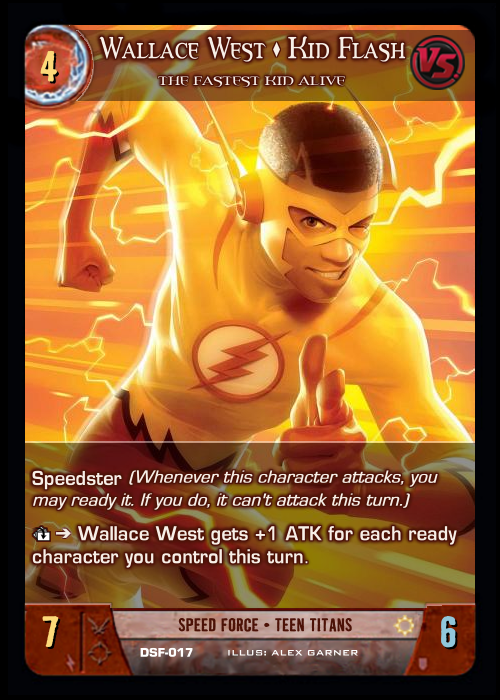 4
WALLACE WEST ♦ KID FLASH
THE FASTEST KID ALIVE
VS
Speedster (Whenever this character attacks, you
may ready it. If you do, it can't attack this turn.)
➔ Wallace West gets +1 ATK for each ready
character you control this turn.
7
SPEED FORCE • TEEN TITANS
6
DSF-017 ILLUS: ALEX GARNER